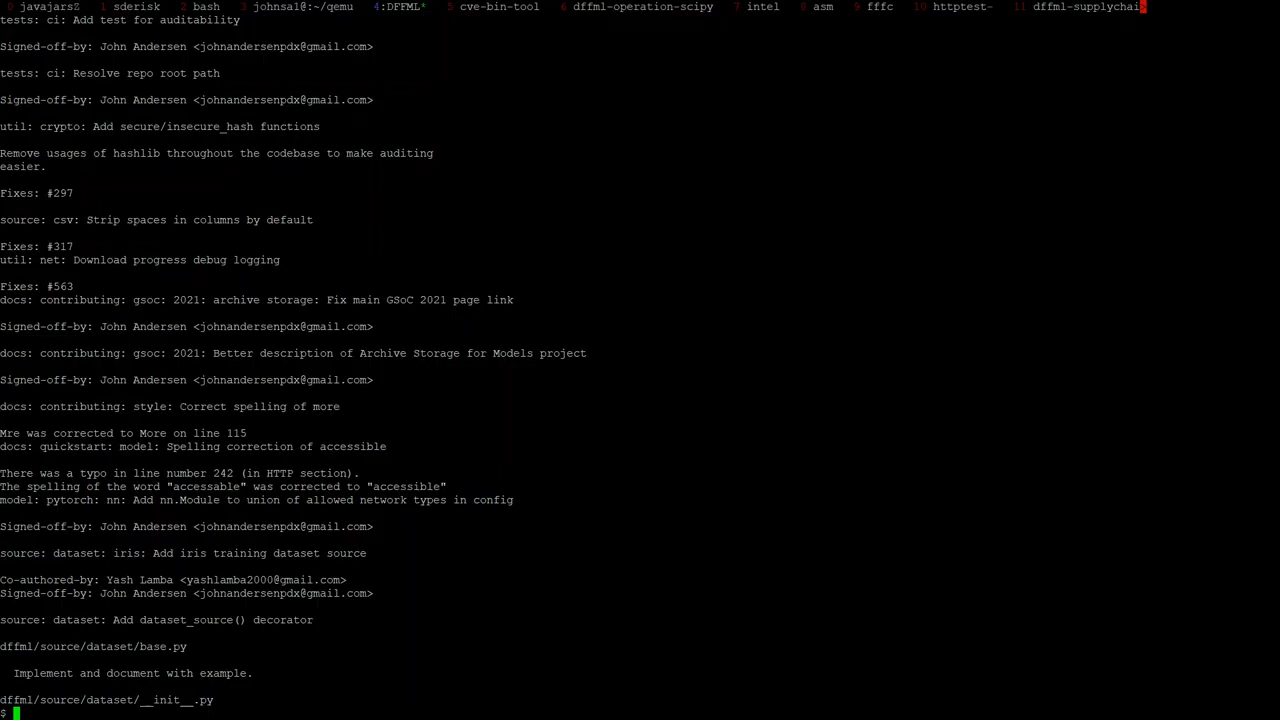 0 javajarsZ 1 sderisk 2 bash 3 johnsa1@:~/qemu 4:DFFML* 5 cve-bin-tool 6 dffml-operation-scipy 7 intel 8 asm 9 fffc 10 httptest- 11 dffml-supplychai>
tests: ci: Add test for auditability
Signed-off-by: John Andersen <johnandersenpdx@gmail.com>
tests: ci: Resolve repo root path
Signed-off-by: John Andersen <johnandersenpdx@gmail.com>
util: crypto: Add secure/insecure_hash functions
Remove usages of hashlib throughout the codebase to make auditing
easier.
Fixes: #297
source: csv: Strip spaces in columns by default
Fixes: #317
util: net: Download progress debug logging
Fixes: #563
docs: contributing: gsoc: 2021: archive storage: Fix main GSoC 2021 page link
Signed-off-by: John Andersen <johnandersenpdx@gmail.com>
docs: contributing: gsoc: 2021: Better description of Archive Storage for Models project
Signed-off-by: John Andersen <johnandersenpdx@gmail.com>
docs: contributing: style: Correct spelling of more
Mre was corrected to More on line 115
docs: quickstart: model: Spelling correction of accessible
There was a typo in line number 242 (in HTTP section).
The spelling of the word "accessable" was corrected to "accessible"
model: pytorch: nn: Add nn.Module to union of allowed network types in config
Signed-off-by: John Andersen <johnandersenpdx@gmail.com>
source: dataset: iris: Add iris training dataset source
Co-authored-by: Yash Lamba <yashlamba2000@gmail.com>
Signed-off-by: John Andersen <johnandersenpdx@gmail.com>
source: dataset: Add dataset_source() decorator
dffml/source/dataset/base.py
Implement and document with example.
dffml/source/dataset/__init__.py
$